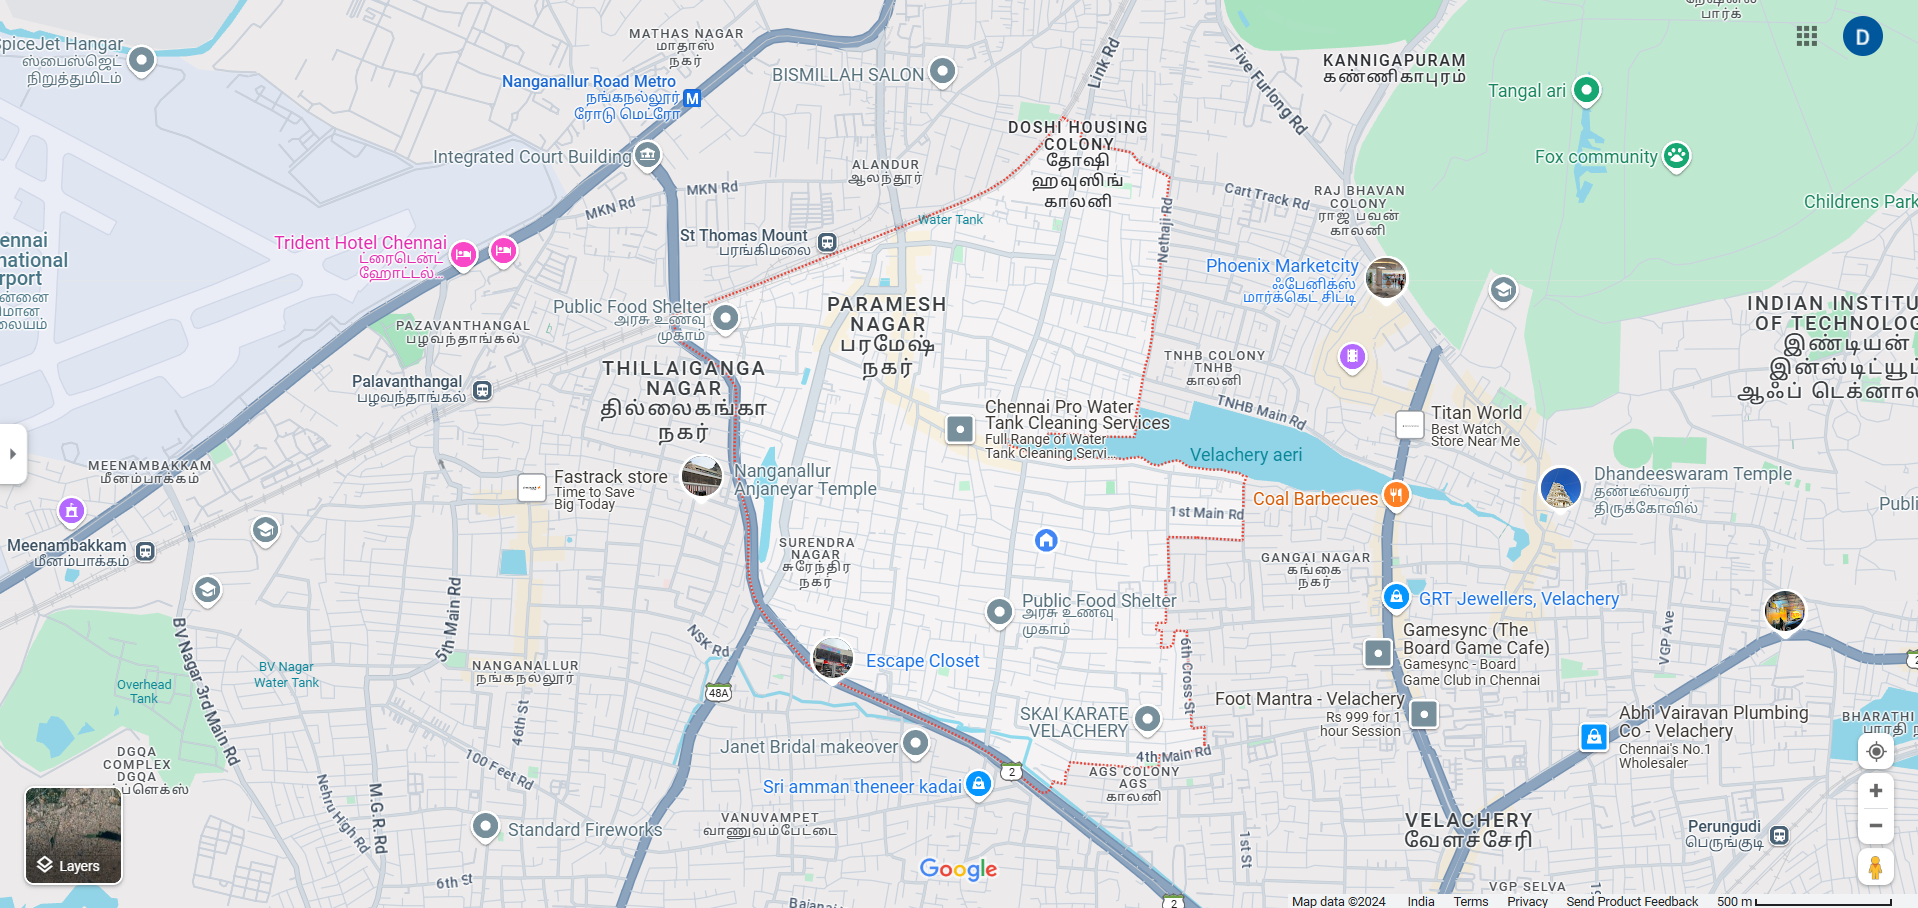 SpiceJet Hangar
ஸ்பைஸ்ஜெட்
நிறுத்துமிடம்
MATHAS NAGAR
மாதாஸ்
நகர்
Nanganallur Road Metro
நங்கநல்லூர்
ரோடு மெட்ரோ
M
BISMILLAH SALON
Link Rd
Five Furlong Rd
KANNIGAPURAM
கண்ணிகாபுரம்
பார்க்
D
Tangal ari
Fox community
Childrens Park
Integrated Court Building
ALANDUR
ஆலந்தூர்
DOSHI HOUSING
COLONY
தோஷி
ஹவுஸிங்
காலனி
MKN Rd
MKN Rd
Water Tank
Cart Track Rd
RAJ BHAVAN
COLONY
ராஜ் பவன்
காலனி
Nethaji Rd
St Thomas Mount
பரங்கிமலை
Trident Hotel Chennai
ட்ரைடென்ட்
ஹோட்டல்...
Phoenix Marketcity
ஃபேனிக்ஸ்
மார்க்கெட் சிட்டி
Public Food Shelter
அரசு உணவு
முகாம்
PARAMESH
NAGAR
பரமேஷ்
நகர்
INDIAN INSTITU
OF TECHNOLOG
இண்டியன்
PAZAVANTHANGAL
பழவந்தாங்கல்
TNHB COLONY
TNHB
காலனி
THILLAIGANGA
NAGAR
தில்லைகங்கா
நகர்
Palavanthangal
பழவந்தாங்கல்
TNHB Main Rd
Chennai Pro Water
Tank Cleaning Services
Full Range of Water
Tank Cleaning Servi...
Titan World
Best Watch
Store Near Me
Velachery aeri
MEENAMBAKKAM
மீனம்பாக்கம்
Fastrack store
Time to Save
Big Today
Nanganallur
Anjaneyar Temple
Dhandeeswaram Temple
தண்டீஸ்வரர்
திருக்கோவில்
Coal Barbecues
1st Main Rd
Meenambakkam
மீனம்பாக்கம்
SURENDRA
NAGAR
சுரேந்திர
நகர்
GANGAI NAGAR
கங்கை
நகர்
Public Food Shelter
அரசு உணவு
முகாம்
GRT Jewellers, Velachery
5th Main Rd
BV Nagar 3rd Main Rd
NSK Rd
6th Cross St
VGP Ave
Gamesync (The
Board Game Cafe)
Gamesync - Board
Game Club in Chennai
Escape Closet
NANGANALLUR
நங்கநல்லூர்
BV Nagar
Water Tank
Overhead
Tank
48A
46th St
Foot Mantra - Velachery
Rs 999 for 1
hour Session
SKAI KARATE
VELACHERY
Abhi Vairavan Plumbing
Co - Velachery
Chennai's No.1
Wholesaler
BHARATHI
Janet Bridal makeover
4th Main Rd
100 Feet Rd
DGQA
COMPLEX
DGQA
2
AGS COLONY
AGS
காலனி
Sri amman theneer kadai
Nehru High Rd
M.G.R. Rd
VANUVAMPET
வாணுவம்பேட்டை
Standard Fireworks
VELACHERY
வேளச்சேரி
Perungudi
பெருங்குடி
1st St
Layers
Google
6th St
VGP SELVA
2
Map data ©2024 India Terms Privacy Send Product Feedback 500 m